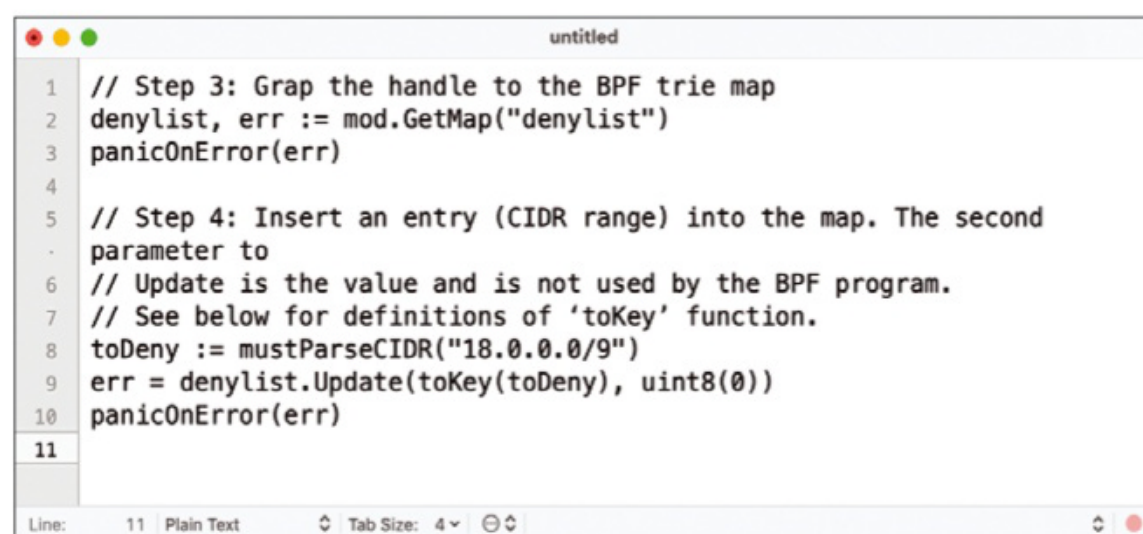 untitled
1 // Step 3: Grap the handle to the BPF trie map
2 denylist, err := mod.GetMap("denylist")
3 panicOnError(err)
4
5 // Step 4: Insert an entry (CIDR range) into the map. The second
· parameter to
6 // Update is the value and is not used by the BPF program.
7 // See below for definitions of ‘toKey’ function.
8 toDeny := mustParseCIDR("18.0.0.0/9")
9 err = denylist.Update(toKey(toDeny), uint8(0))
10 panicOnError(err)
11
Line: 11 Plain Text Tab Size: 4